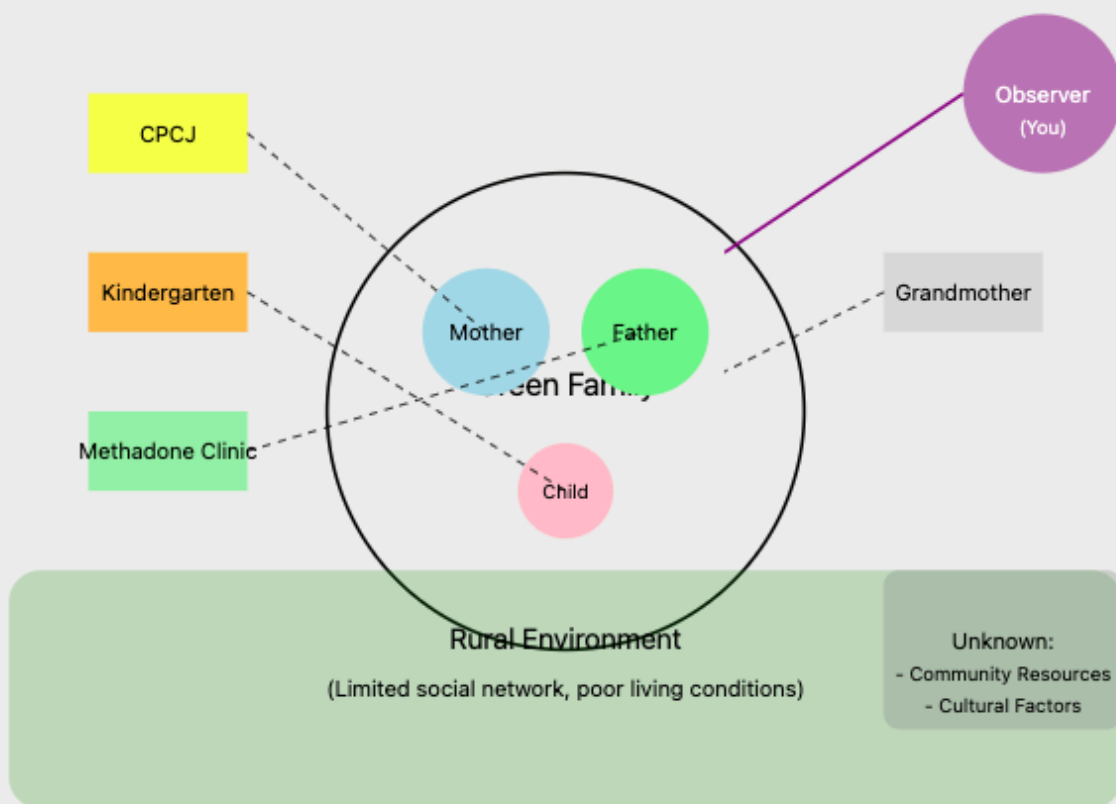 Observer
(You)
CPCJ
Kindergarten
Grandmother
Mother
Father
Family
Methadone Clinic
Child
Rural Environment
(Limited social network, poor living conditions)
Unknown:
- Community Resources
- Cultural Factors